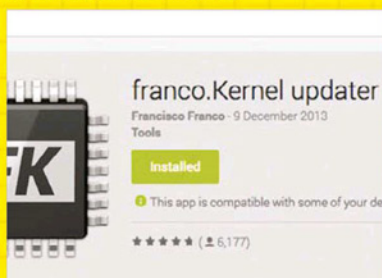 FK
franco.Kernel updater
Francisco Franco - 9 December 2013
Tools
Installed
This app is compatible with some of your de
(6,177)